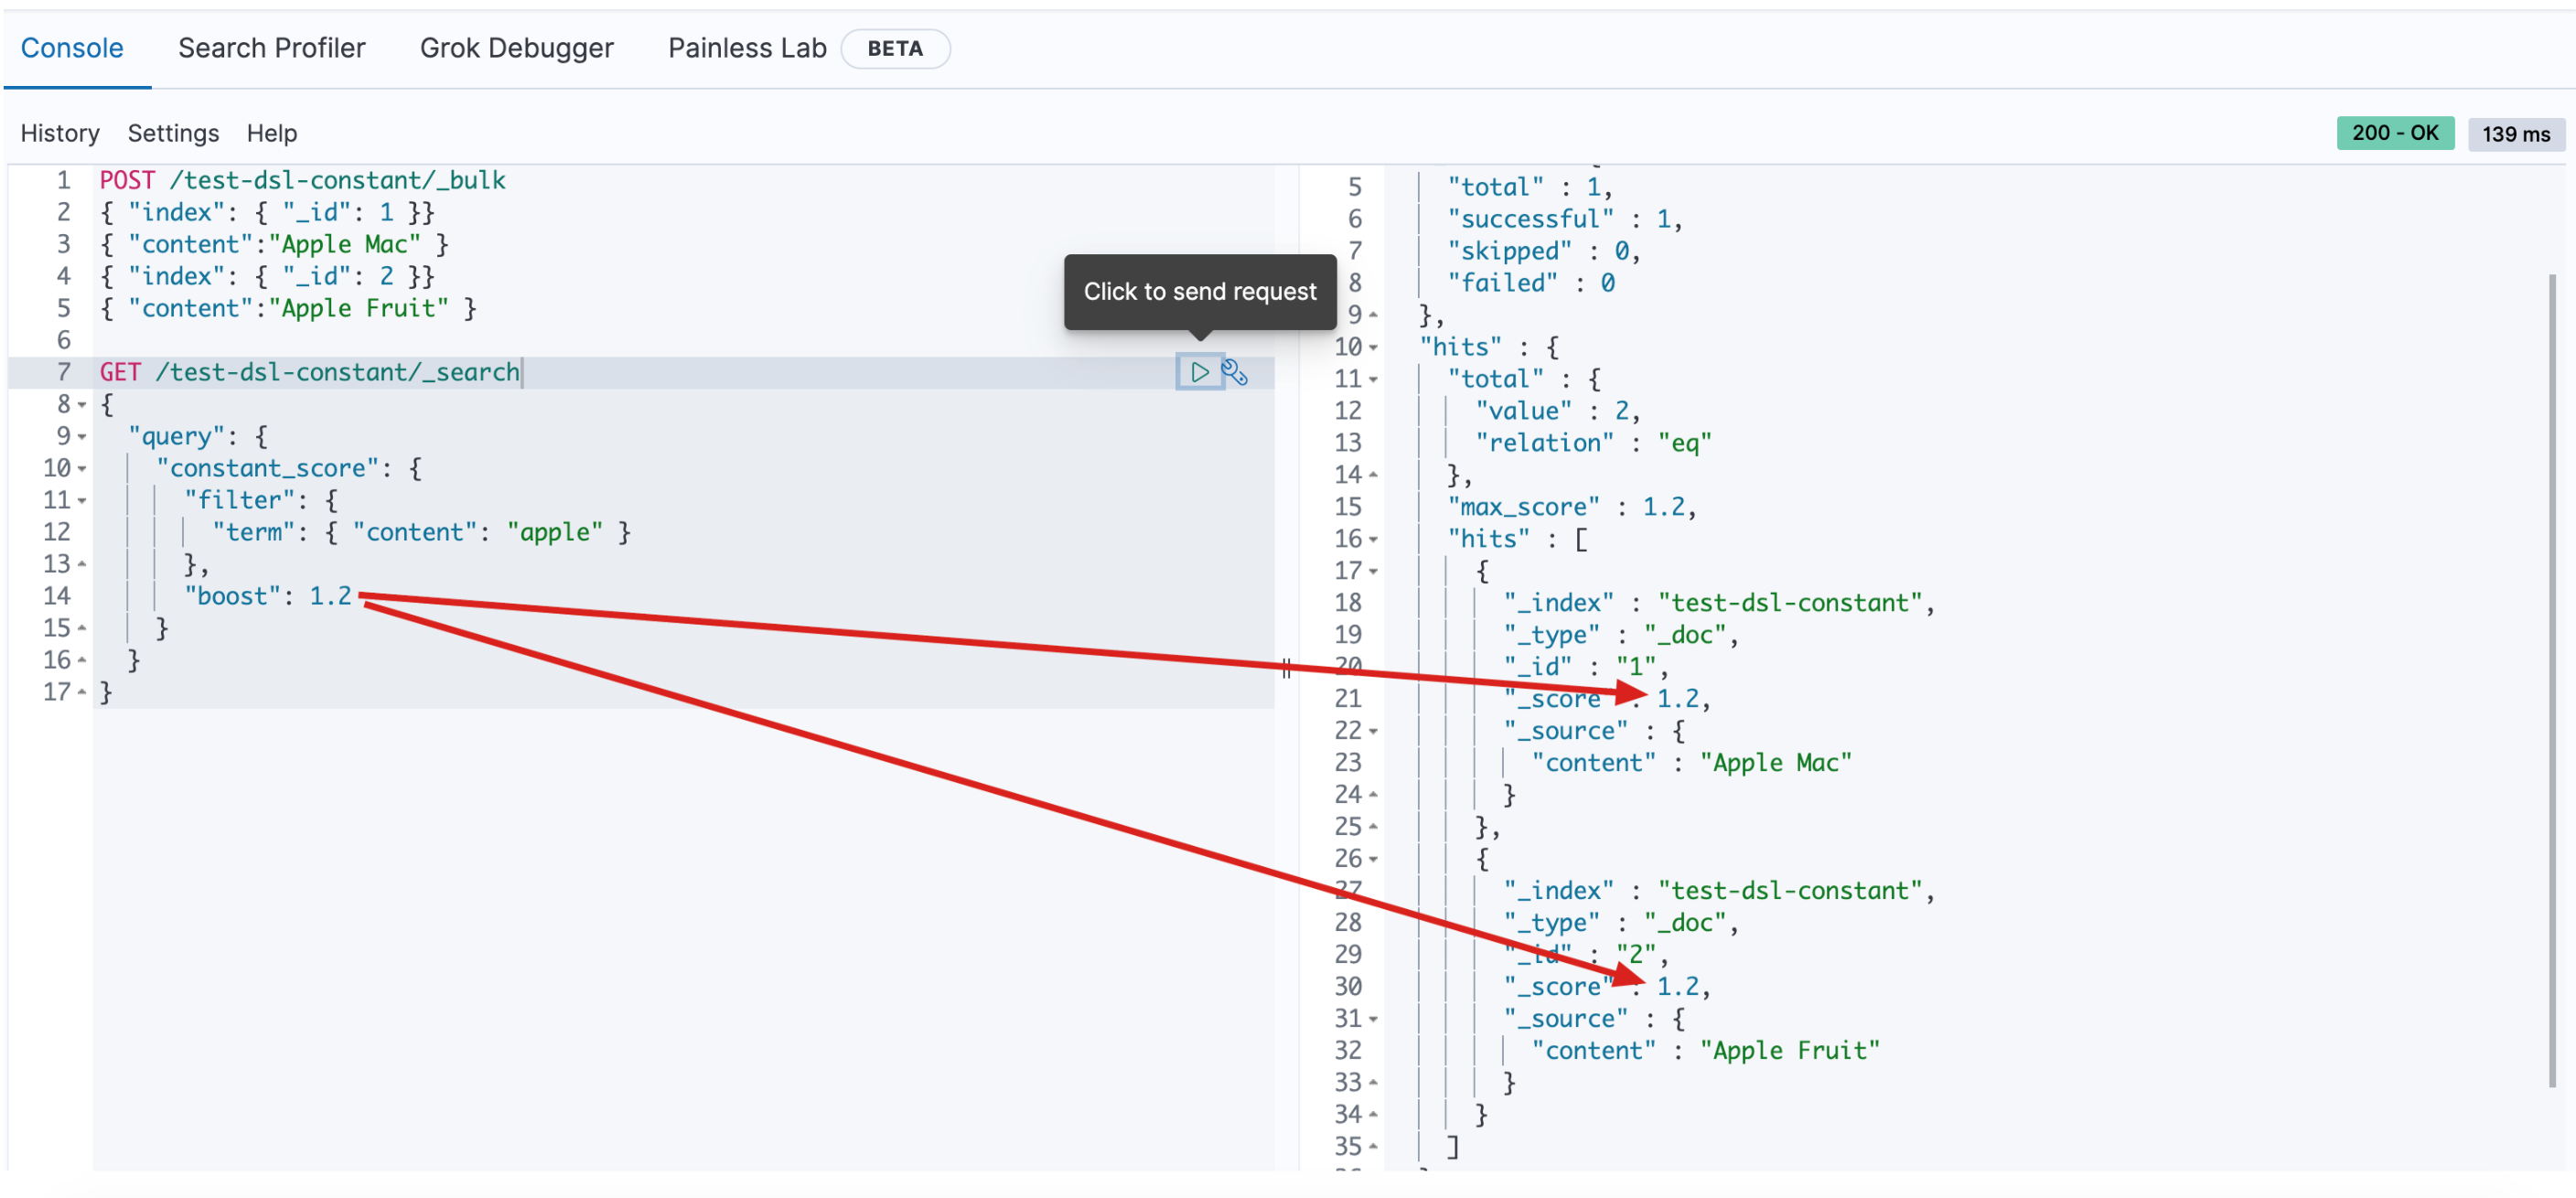 Console Search Profiler Grok Debugger Painless Lab BETA
History Settings Help 200 - OK 139 ms
1 POST /test-dsl-constant/_bulk
2 { "index": { "_id": 1 }}
3 { "content":"Apple Mac" }
4 { "index": { "_id": 2 }}
5 { "content":"Apple Fruit" }
6
7 GET /test-dsl-constant/_search
8 {
9 "query": {
10 "constant_score": {
11 "filter": {
12 "term": { "content": "apple" }
13 },
14 "boost": 1.2
15 }
16 }
17 }
Click to send request
{
5 "total" : 1,
6 "successful" : 1,
7 "skipped" : 0,
8 "failed" : 0
9 },
10 "hits" : {
11 "total" : {
12 "value" : 2,
13 "relation" : "eq"
14 },
15 "max_score" : 1.2,
16 "hits" : [
17 {
18 "_index" : "test-dsl-constant",
19 "_type" : "_doc",
20 "_id" : "1",
21 "_score" : 1.2,
22 "_source" : {
23 "content" : "Apple Mac"
24 }
25 },
26 {
27 "_index" : "test-dsl-constant",
28 "_type" : "_doc",
29 "_id" : "2",
30 "_score" : 1.2,
31 "_source" : {
32 "content" : "Apple Fruit"
33 }
34 }
35 ]